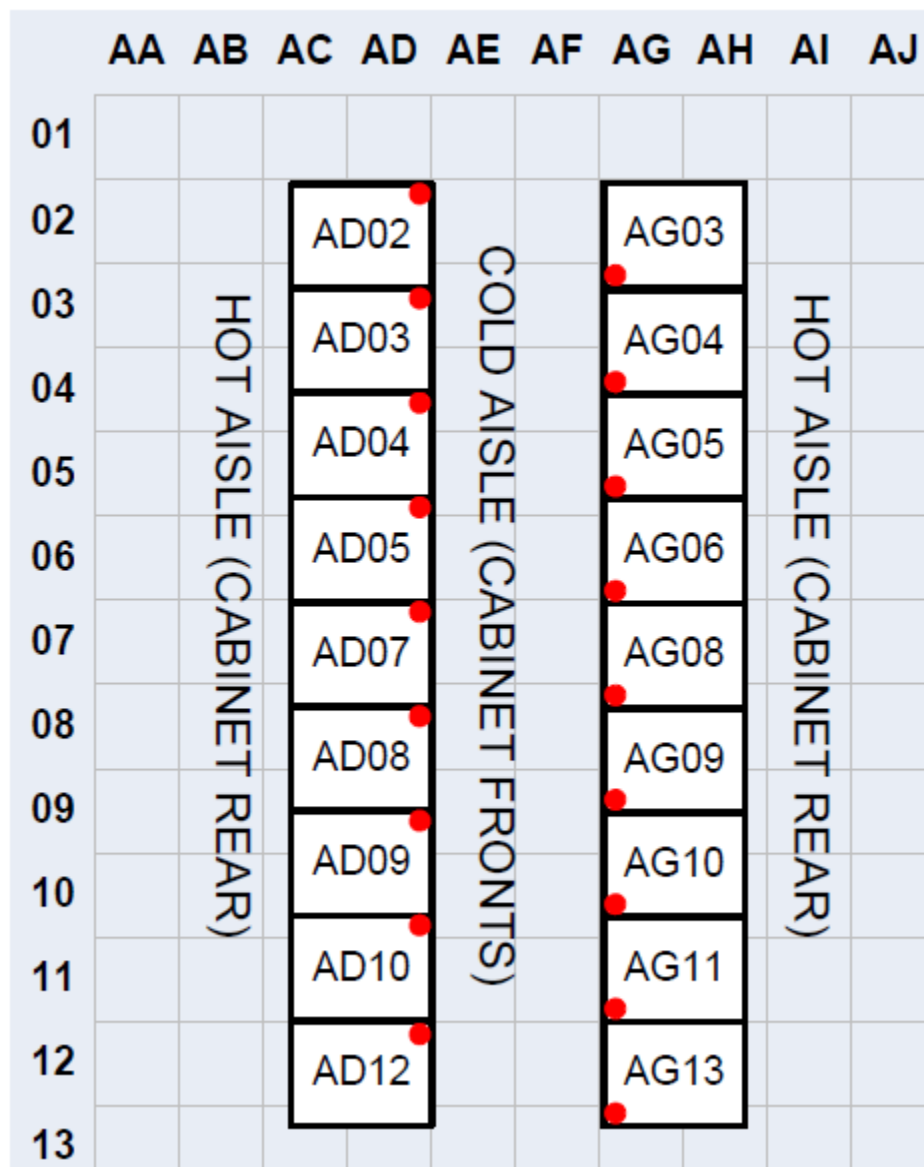 AA AB AC AD AE AF AG AH AI AJ
01
02
03
04
05
06
07
08
09
10
11
12
13
HOT AISLE (CABINET REAR)
AD02
AD03
AD04
AD05
AD07
AD08
AD09
AD10
AD12
COLD AISLE (CABINET FRONTS)
AG03
AG04
AG05
AG06
AG08
AG09
AG10
AG11
AG13
HOT AISLE (CABINET REAR)